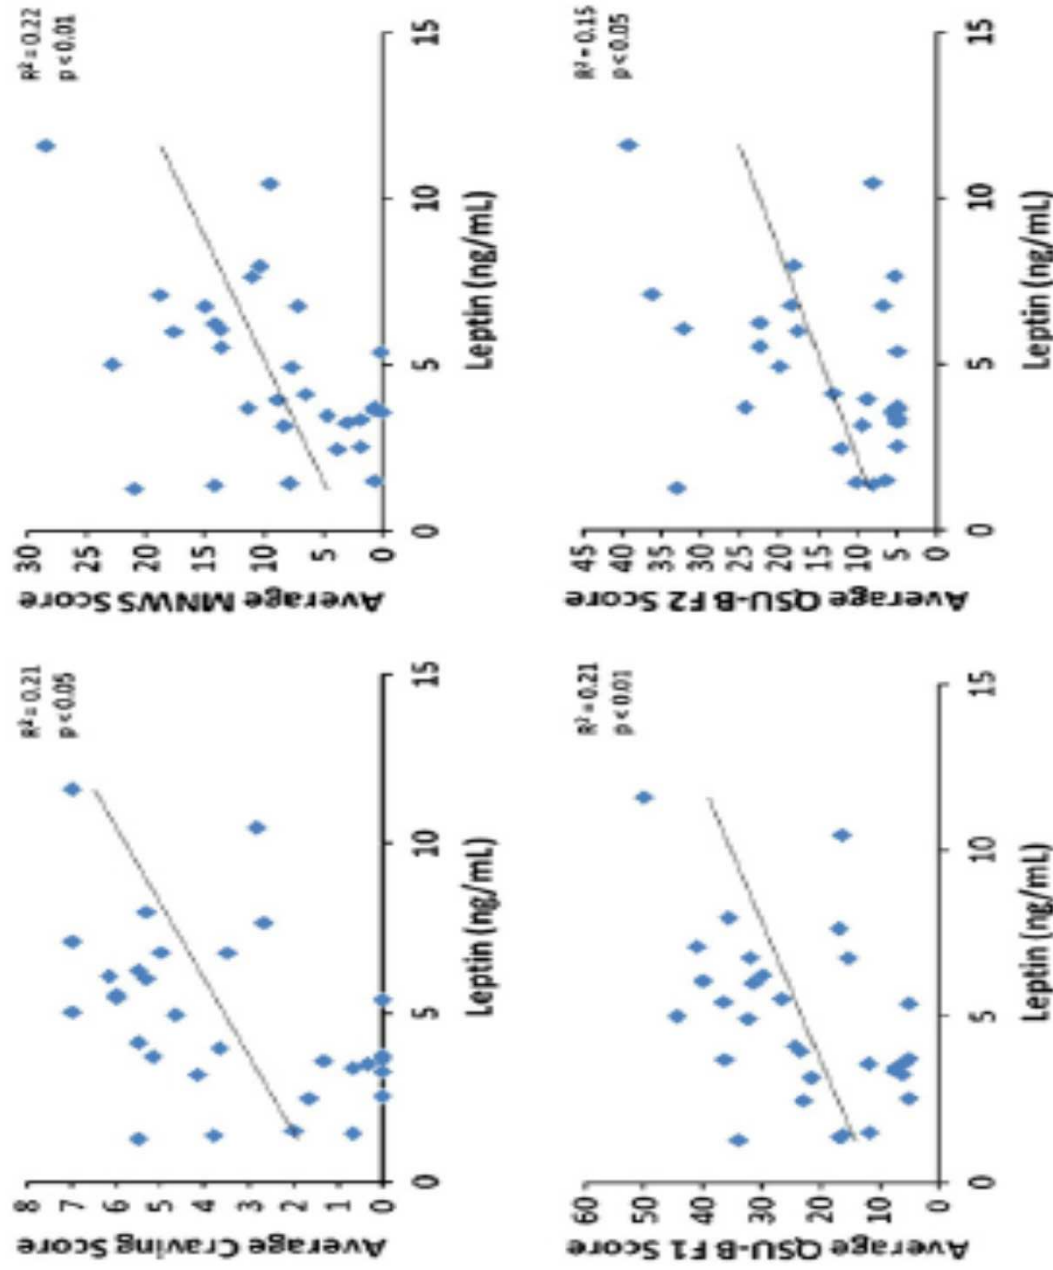 R² = 0.21
p < 0.05
Average Craving Score
8
7
6
5
4
3
2
1
0
0 5 10 15
Leptin (ng/mL)
R² = 0.22
p < 0.01
Average MNWS Score
30
25
20
15
10
5
0
0 5 10 15
Leptin (ng/mL)
R² = 0.21
p < 0.01
Average QSU-B F1 Score
60
50
40
30
20
10
0
0 5 10 15
Leptin (ng/mL)
R² = 0.15
p < 0.05
Average QSU-B F2 Score
45
40
35
30
25
20
15
10
5
0
0 5 10 15
Leptin (ng/mL)